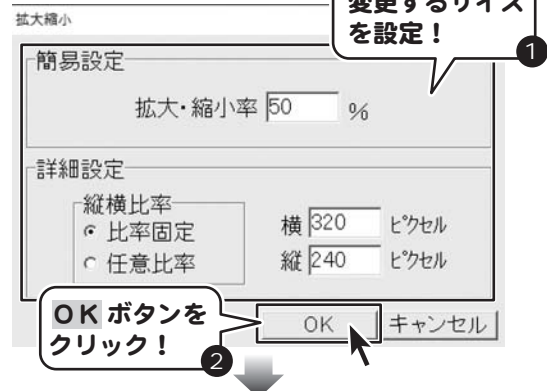 拡大縮小
変更するサイズ
を設定!
1
簡易設定
拡大・縮小率 50 %
詳細設定
縦横比率
比率固定
任意比率
横 320 ピクセル
縦 240 ピクセル
OKボタンを
クリック!
2
OK キャンセル